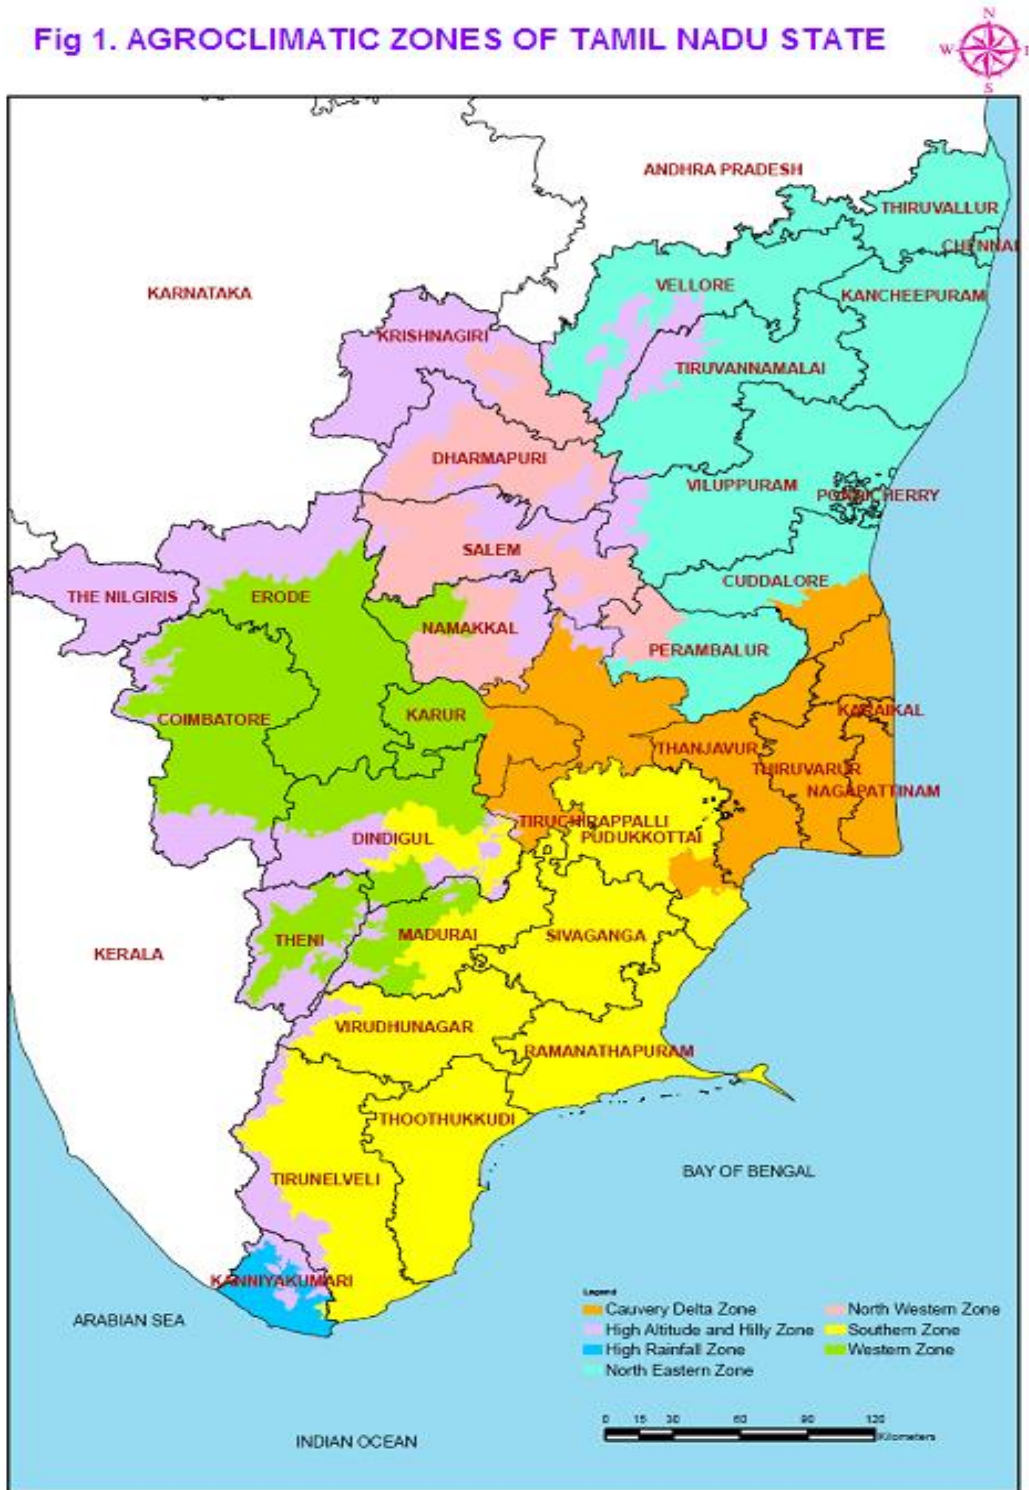 Fig 1. AGROCLIMATIC ZONES OF TAMIL NADU STATE
N
W
S
ANDHRA PRADESH
THIRUVALLUR
CHENNAI
VELLORE
KARNATAKA
KANCHEEPURAM
KRISHNAGIRI
TIRUVANNAMALAI
DHARMAPURI
VILUPPURAM
PONDICHERRY
SALEM
CUDDALORE
THE NILGIRIS
ERODE
NAMAKKAL
PERAMBALUR
KARAIKAL
COIMBATORE
KARUR
THANJAVUR
THIRUVARUR
NAGAPATTINAM
TIRUCHIRAPPALLI
DINDIGUL
PUDUKKOTTAI
THENI
MADURAI
SIVAGANGA
KERALA
VIRUDHUNAGAR
RAMANATHAPURAM
THOOTHUKKUDI
BAY OF BENGAL
TIRUNELVELI
KANNIYAKUMARI
ARABIAN SEA
INDIAN OCEAN
Legend
Cauvery Delta Zone
High Altitude and Hilly Zone
High Rainfall Zone
North Eastern Zone
North Western Zone
Southern Zone
Western Zone
0 15 30 60 90 120
Kilometers